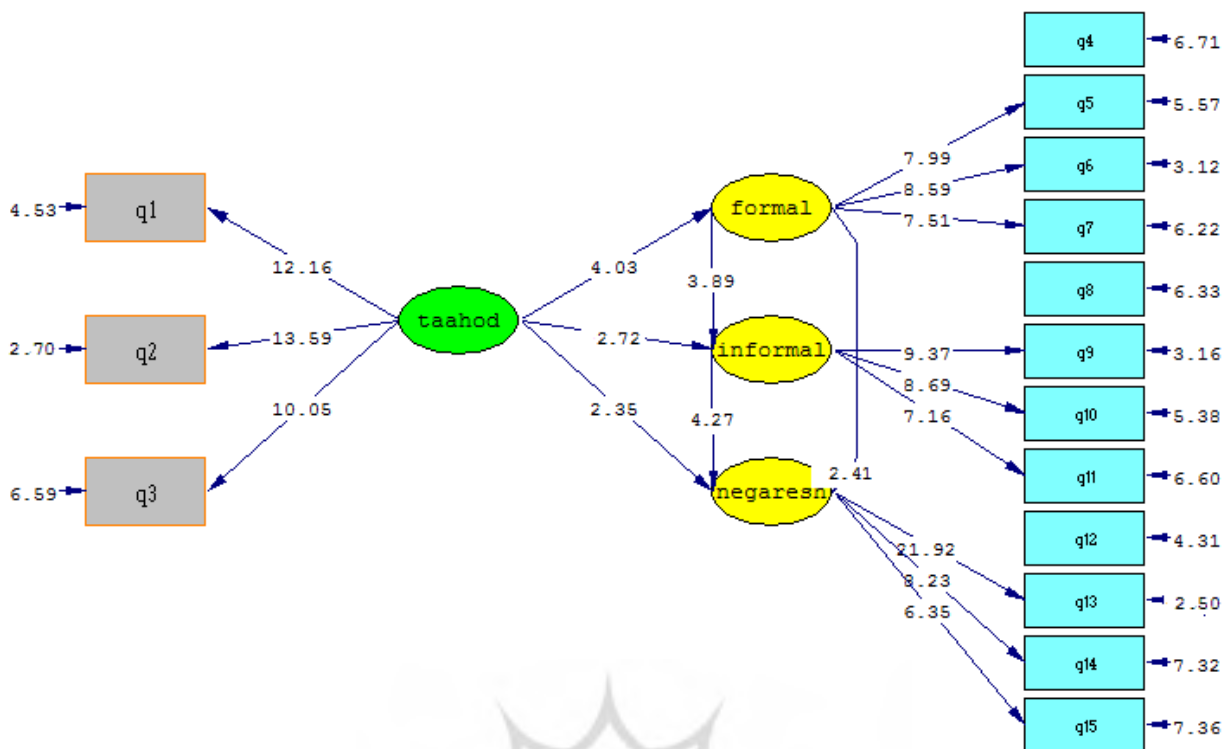 q4
6.71
q5
5.57
7.99
q6
3.12
8.59
4.53
q1
formal
7.51
q7
6.22
12.16
4.03
3.89
q8
6.33
taahod
2.70
q2
13.59
2.72
informal
9.37
q9
3.16
8.69
10.05
2.35
4.27
7.16
q10
5.38
6.59
q3
2.41
q11
6.60
negaresn
q12
4.31
21.92
8.23
q13
2.50
6.35
q14
7.32
q15
7.36